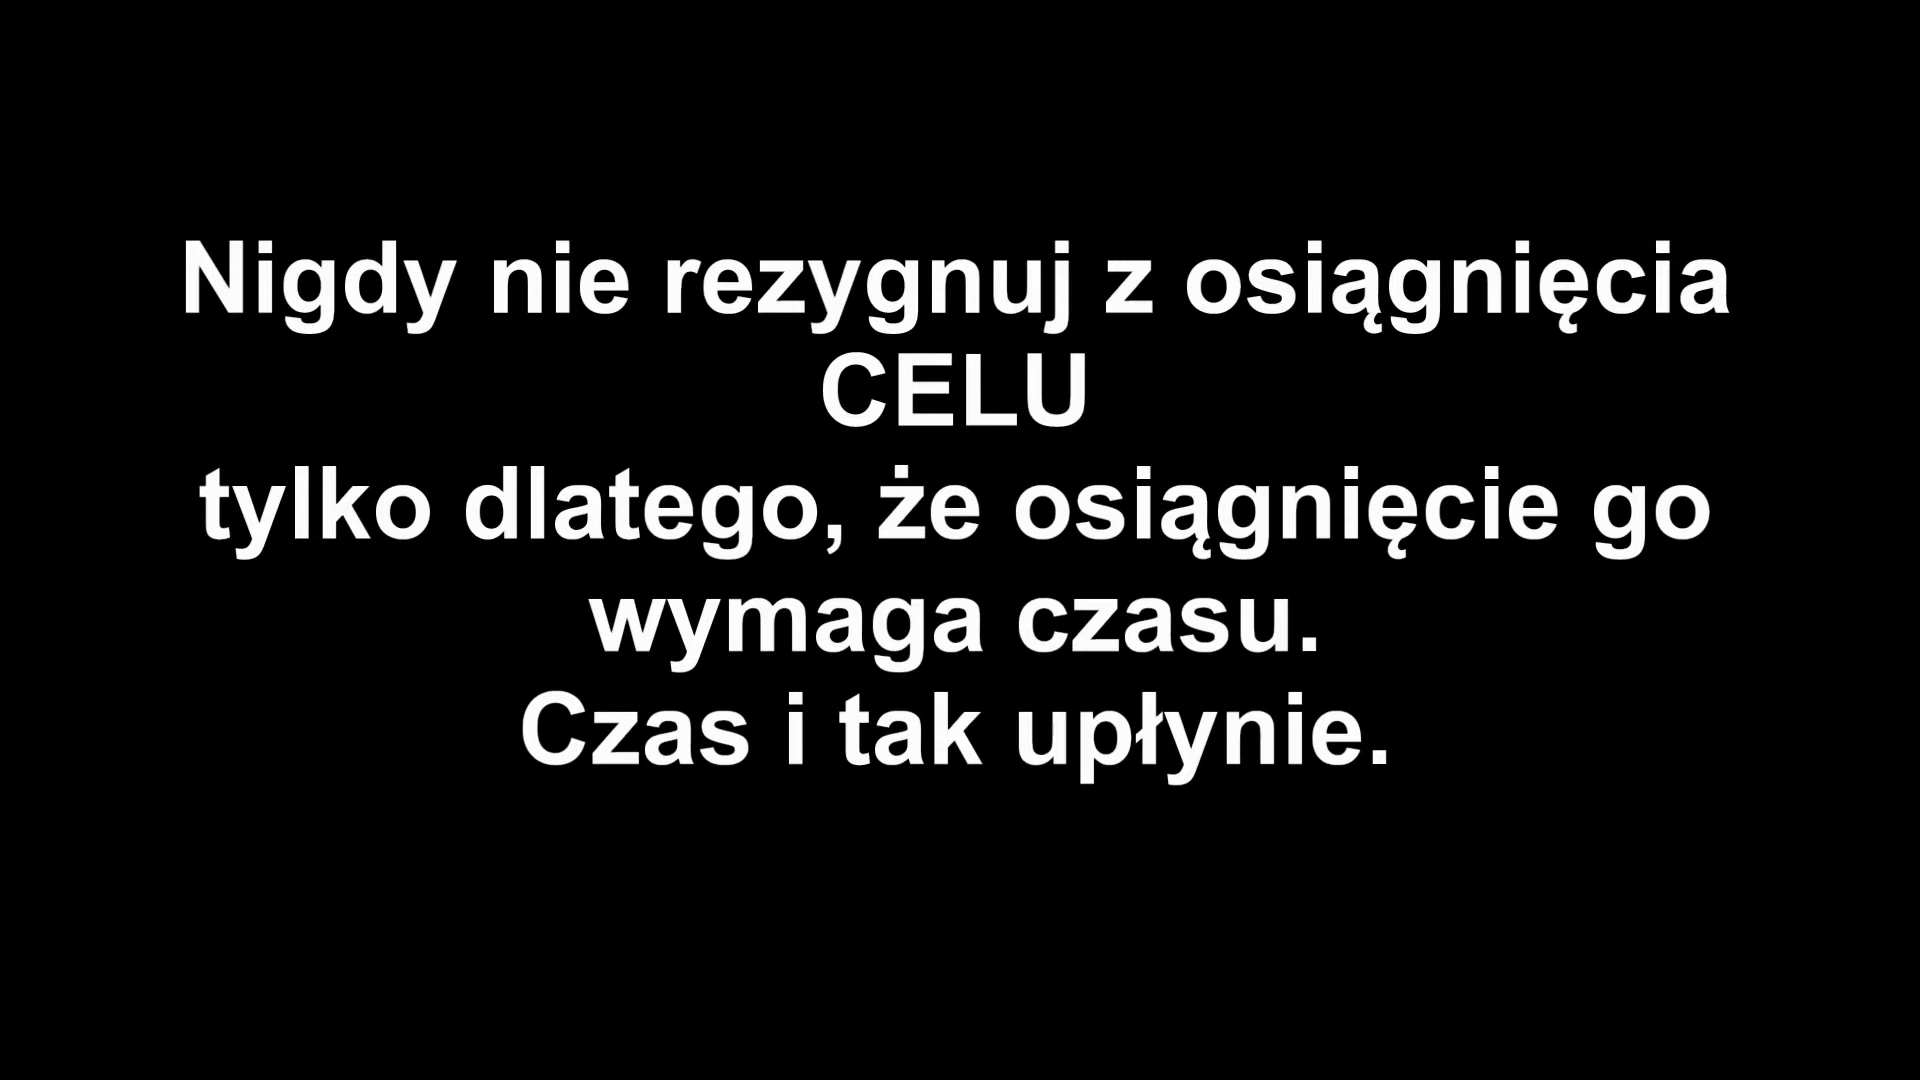 Nigdy nie rezygnuj z osiągnięcia
CELU
tylko dlatego, że osiągnięcie go
wymaga czasu.
Czas i tak upłynie.